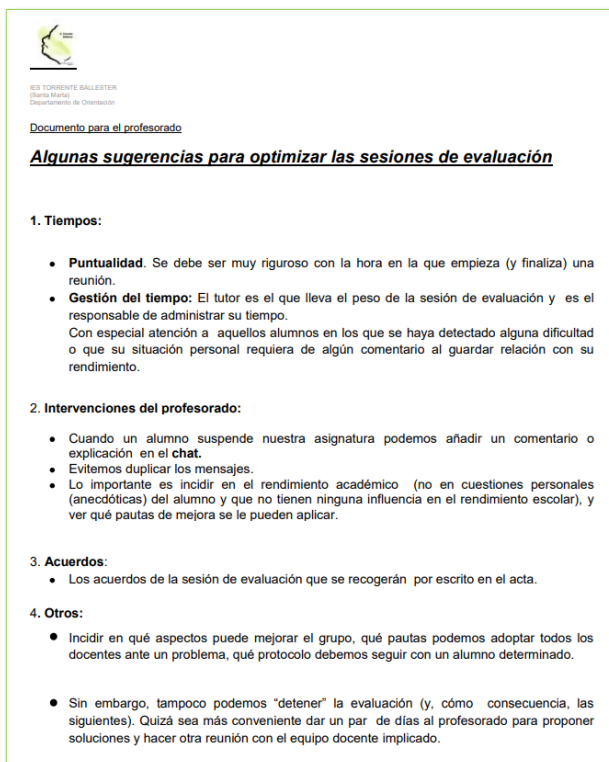 IES TORRENTE BALLESTER
(Santa Marta)
Departamento de Orientación
Documento para el profesorado
Algunas sugerencias para optimizar las sesiones de evaluación
1. Tiempos:
• Puntualidad. Se debe ser muy riguroso con la hora en la que empieza (y finaliza) una
reunión.
• Gestión del tiempo: El tutor es el que lleva el peso de la sesión de evaluación y es el
responsable de administrar su tiempo.
Con especial atención a aquellos alumnos en los que se haya detectado alguna dificultad
o que su situación personal requiera de algún comentario al guardar relación con su
rendimiento.
2. Intervenciones del profesorado:
• Cuando un alumno suspende nuestra asignatura podemos añadir un comentario o
explicación en el chat.
• Evitemos duplicar los mensajes.
• Lo importante es incidir en el rendimiento académico (no en cuestiones personales
(anecdóticas) del alumno y que no tienen ninguna influencia en el rendimiento escolar), y
ver qué pautas de mejora se le pueden aplicar.
3. Acuerdos:
• Los acuerdos de la sesión de evaluación que se recogerán por escrito en el acta.
4. Otros:
• Incidir en qué aspectos puede mejorar el grupo, qué pautas podemos adoptar todos los
docentes ante un problema, qué protocolo debemos seguir con un alumno determinado.
• Sin embargo, tampoco podemos “detener” la evaluación (y, cómo consecuencia, las
siguientes). Quizá sea más conveniente dar un par de días al profesorado para proponer
soluciones y hacer otra reunión con el equipo docente implicado.